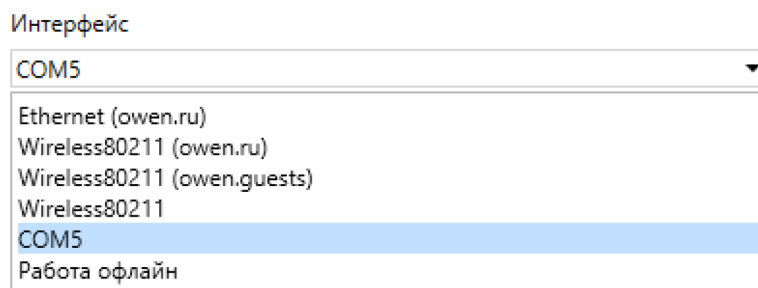 Интерфейс
COM5
Ethernet (owen.ru)
Wireless80211 (owen.ru)
Wireless80211 (owen.guests)
Wireless80211
COM5
Работа офлайн